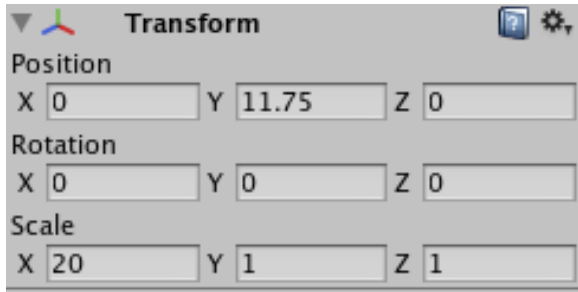 Transform
Position
X 0 Y 11.75 Z 0
Rotation
X 0 Y 0 Z 0
Scale
X 20 Y 1 Z 1